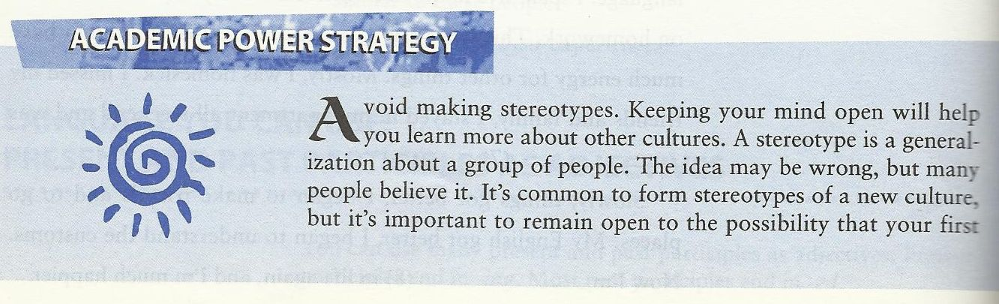 ACADEMIC POWER STRATEGY
Avoid making stereotypes. Keeping your mind open will help
you learn more about other cultures. A stereotype is a general-
ization about a group of people. The idea may be wrong, but many
people believe it. It's common to form stereotypes of a new culture,
but it's important to remain open to the possibility that your first